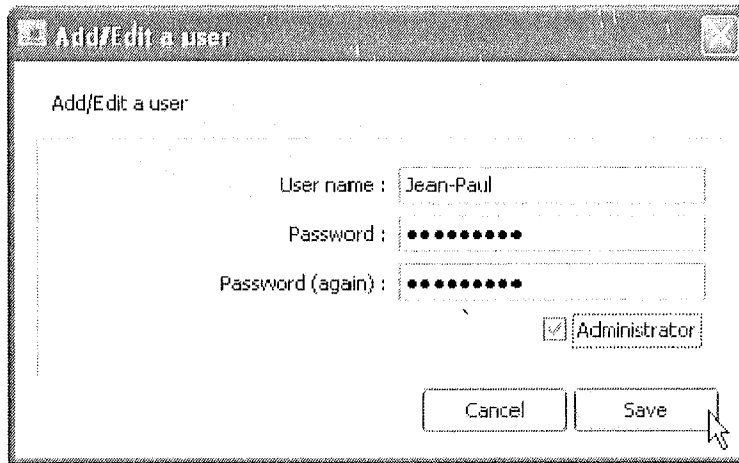 Add/Edit a user
Add/Edit a user
User name : Jean-Paul
Password : ●●●●●●●●●
Password (again) : ●●●●●●●●●
Administrator
Cancel Save